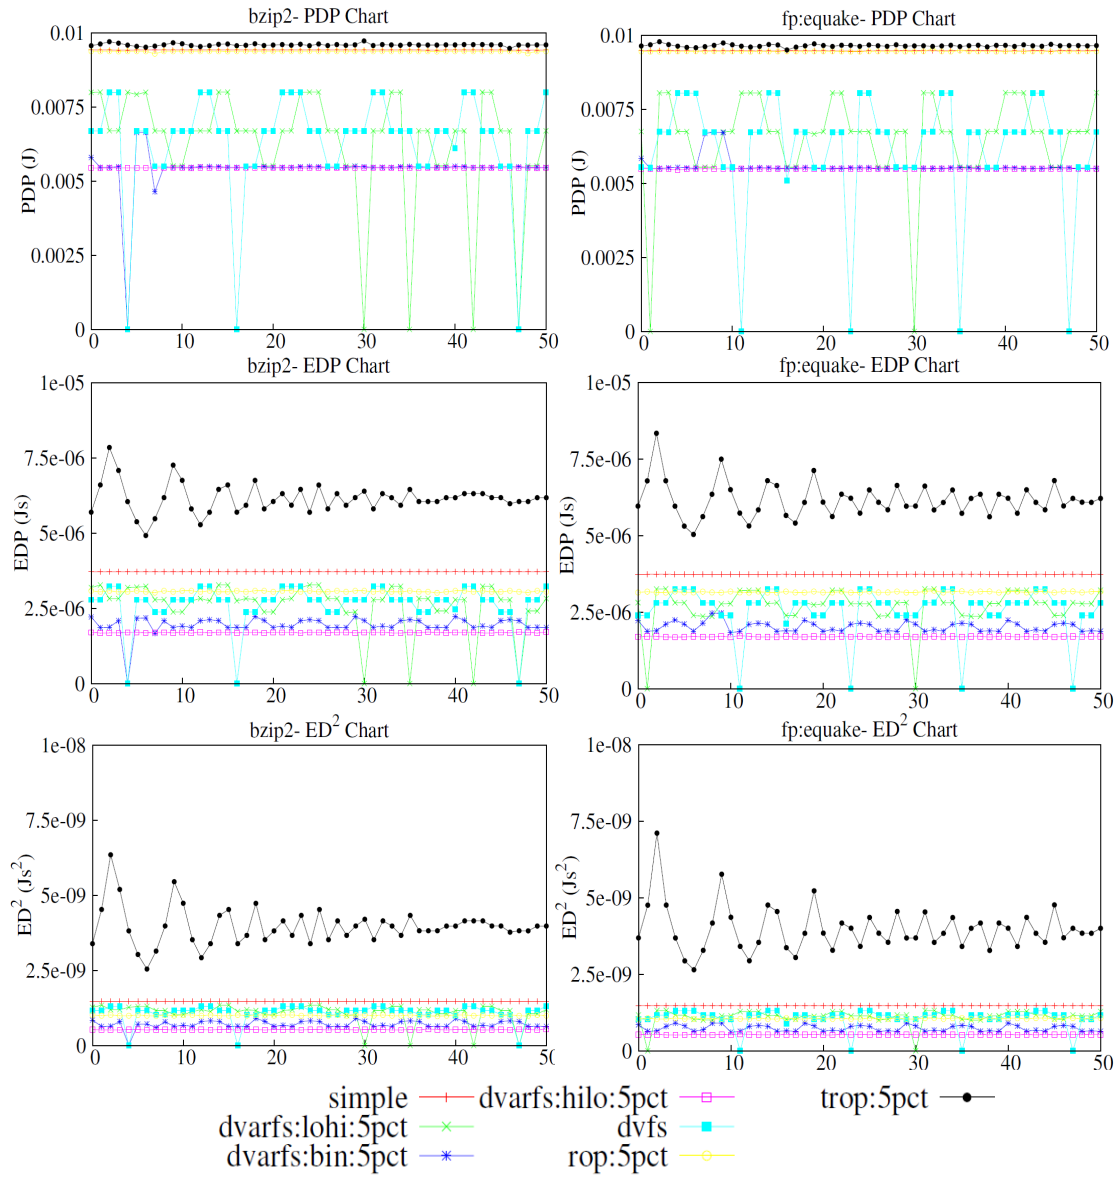 bzip2- PDP Chart
0.01
0.0075
0.005
0.0025
0
PDP (J)
0 10 20 30 40 50
fp:equake- PDP Chart
0.01
0.0075
0.005
0.0025
0
PDP (J)
0 10 20 30 40 50
bzip2- EDP Chart
1e-05
7.5e-06
5e-06
2.5e-06
0
EDP (Js)
0 10 20 30 40 50
fp:equake- EDP Chart
1e-05
7.5e-06
5e-06
2.5e-06
0
EDP (Js)
0 10 20 30 40 50
bzip2- ED² Chart
1e-08
7.5e-09
5e-09
2.5e-09
0
ED² (Js²)
0 10 20 30 40 50
fp:equake- ED² Chart
1e-08
7.5e-09
5e-09
2.5e-09
0
ED² (Js²)
0 10 20 30 40 50
simple dvarfs:hilo:5pct trop:5pct
dvarfs:lohi:5pct dvfs
dvarfs:bin:5pct rop:5pct